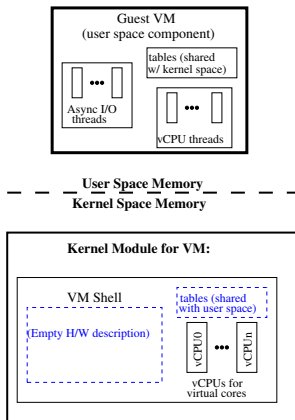 Guest VM
(user space component)
tables (shared
w/ kernel space)
Async I/O
threads
vCPU threads
User Space Memory
Kernel Space Memory
Kernel Module for VM:
VM Shell
tables (shared
with user space)
(Empty H/W description)
vCPU0
vCPUn
vCPUs for
virtual cores